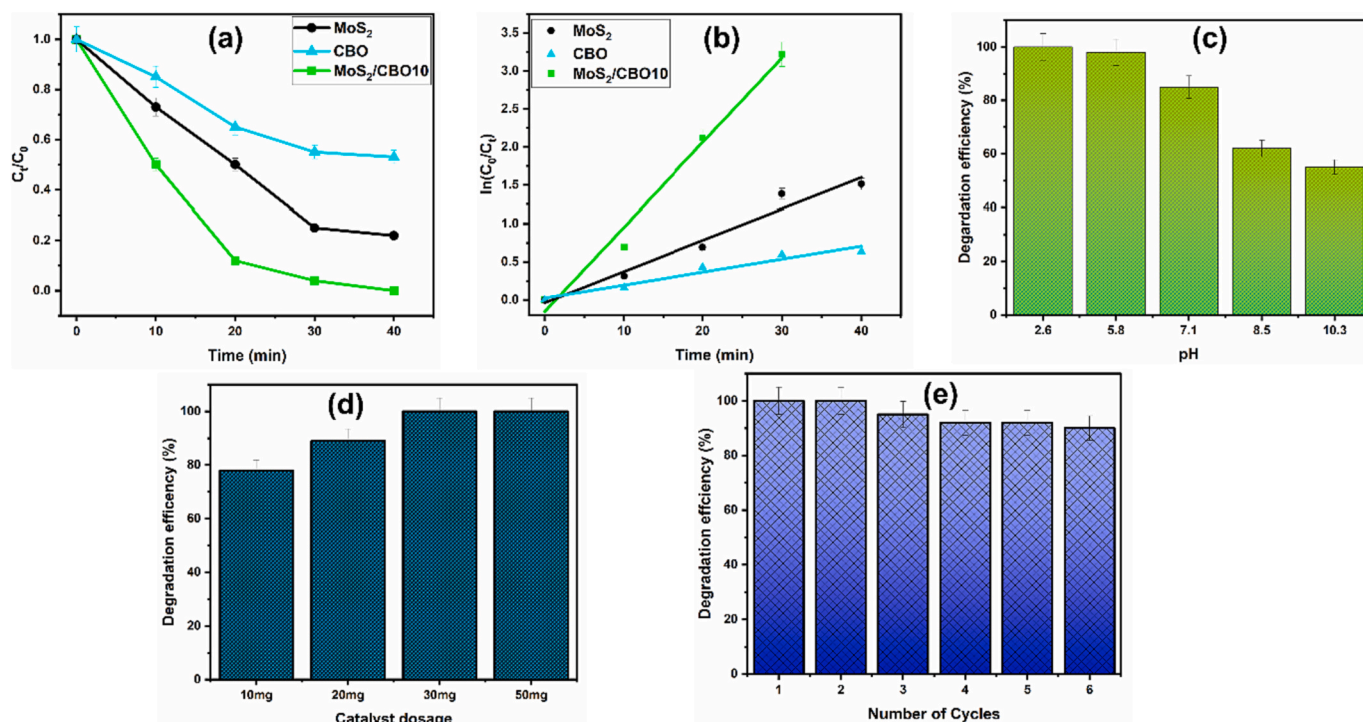 (a)
MoS₂
CBO
MoS₂/CBO10
1.0
0.8
0.6
0.4
0.2
0.0
Cₜ/C₀
0 10 20 30 40
Time (min)
(b)
MoS₂
CBO
MoS₂/CBO10
3.5
3.0
2.5
2.0
1.5
1.0
0.5
0.0
ln(C₀/Cₜ)
0 10 20 30 40
Time (min)
(c)
100
80
60
40
20
0
Degardation efficiency (%)
2.6 5.8 7.1 8.5 10.3
pH
(d)
100
80
60
40
20
0
Degradation efficency (%)
10mg 20mg 30mg 50mg
Catalyst dosage
(e)
100
80
60
40
20
0
Degradation effciency (%)
1 2 3 4 5 6
Number of Cycles